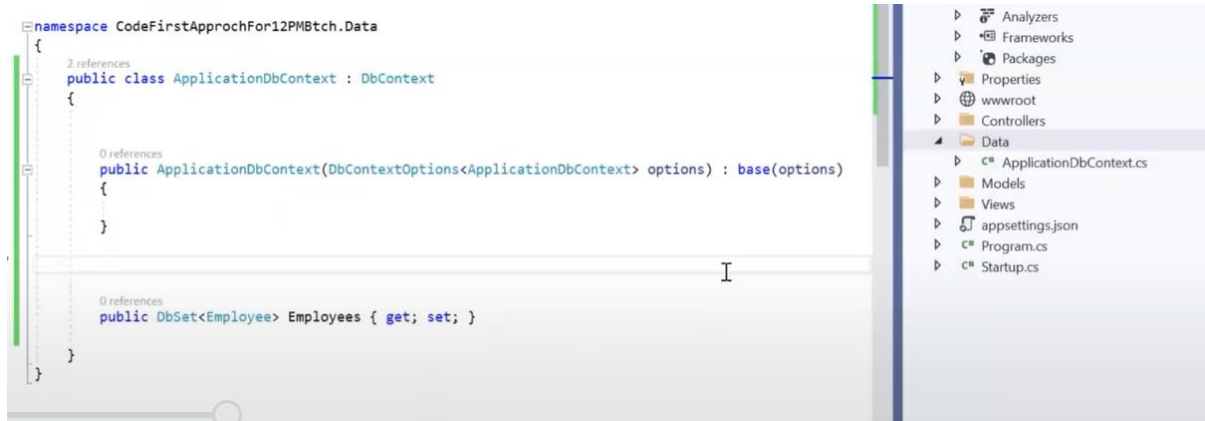 namespace CodeFirstApprochFor12PMBtch.Data
{
2 references
public class ApplicationDbContext : DbContext
{
0 references
public ApplicationDbContext(DbContextOptions<ApplicationDbContext> options) : base(options)
{
}
0 references
public DbSet<Employee> Employees { get; set; }
}
}
Analyzers
Frameworks
Packages
Properties
wwwroot
Controllers
Data
C# ApplicationDbContext.cs
Models
Views
appsettings.json
C# Program.cs
C# Startup.cs